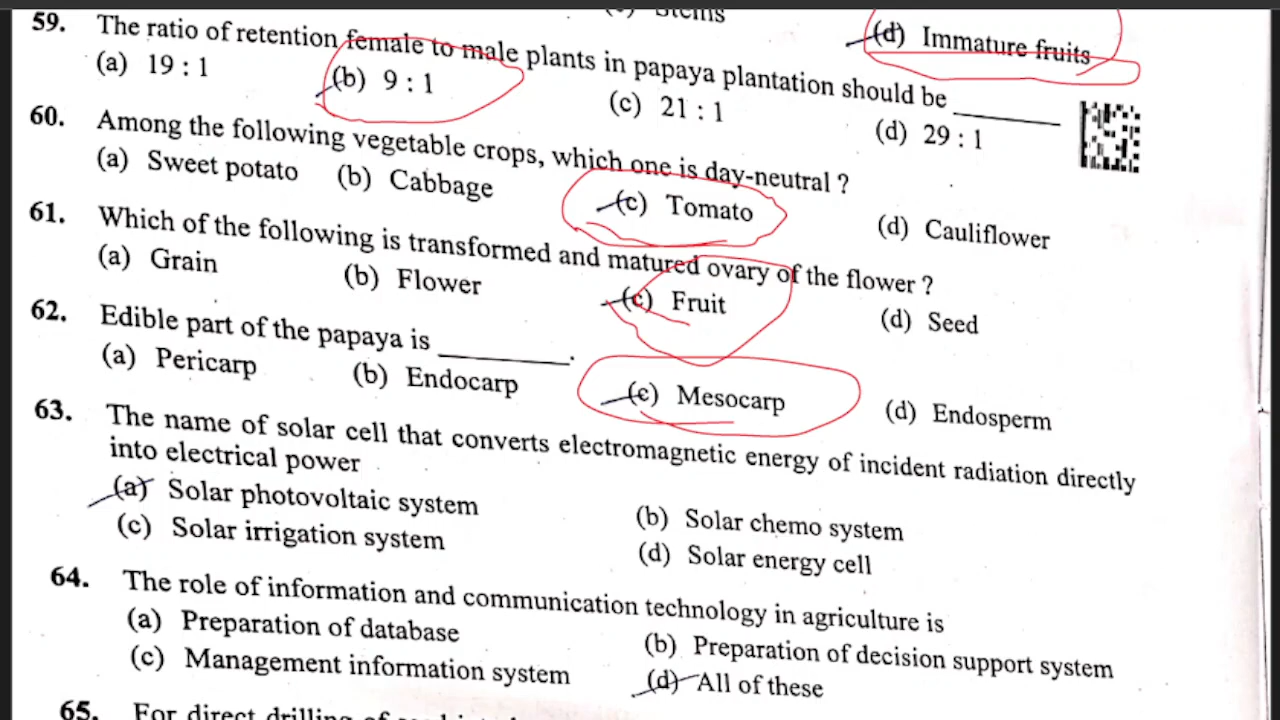 (d) Immature fruits
59. The ratio of retention female to male plants in papaya plantation should be ________
(a) 19 : 1 (b) 9 : 1 (c) 21 : 1 (d) 29 : 1
60. Among the following vegetable crops, which one is day-neutral ?
(a) Sweet potato (b) Cabbage (c) Tomato (d) Cauliflower
61. Which of the following is transformed and matured ovary of the flower ?
(a) Grain (b) Flower (c) Fruit (d) Seed
62. Edible part of the papaya is ________.
(a) Pericarp (b) Endocarp (c) Mesocarp (d) Endosperm
63. The name of solar cell that converts electromagnetic energy of incident radiation directly
into electrical power
(a) Solar photovoltaic system (b) Solar chemo system
(c) Solar irrigation system (d) Solar energy cell
64. The role of information and communication technology in agriculture is
(a) Preparation of database (b) Preparation of decision support system
(c) Management information system (d) All of these
65. For direct drilling of